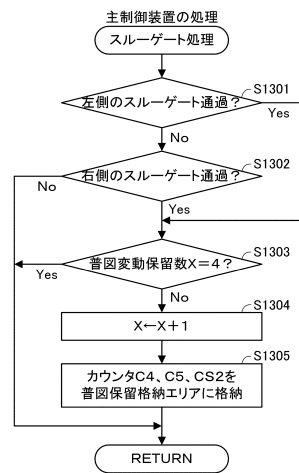 主制御装置の処理
スルーゲート処理
S1301
左側のスルーゲート通過？
Yes
No
S1302
右側のスルーゲート通過？
No
Yes
S1303
普図変動保留数X＝4？
Yes
No
S1304
X←X＋1
S1305
カウンタC4、C5、CS2を
普図保留格納エリアに格納
RETURN